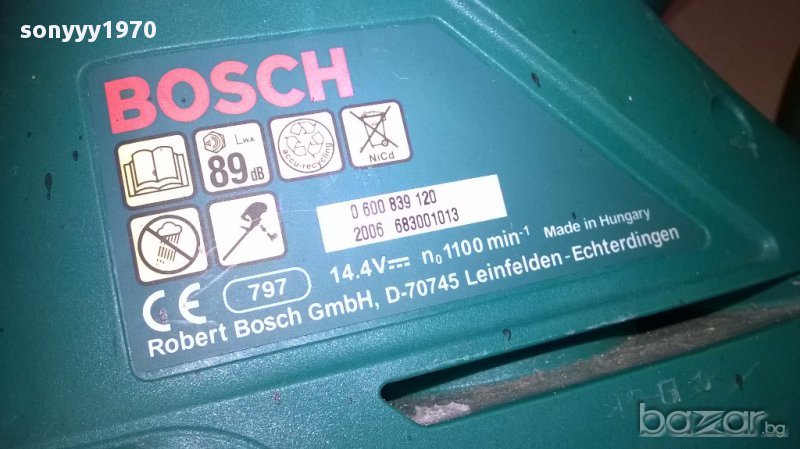 sonyyy1970
BOSCH
LWA
89 dB
accu-recycling
NiCd
0 600 839 120
2006 683001013
14.4V n₀ 1100 min⁻¹ Made in Hungary
CE 797
Robert Bosch GmbH, D-70745 Leinfelden-Echterdingen
bazar.bg